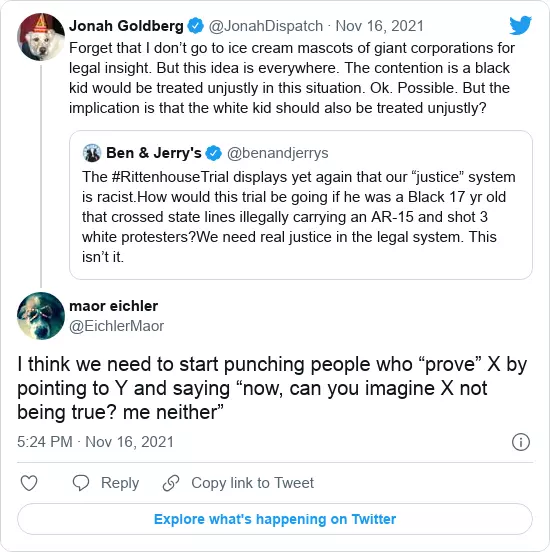 Jonah Goldberg @JonahDispatch · Nov 16, 2021
Forget that I don’t go to ice cream mascots of giant corporations for
legal insight. But this idea is everywhere. The contention is a black
kid would be treated unjustly in this situation. Ok. Possible. But the
implication is that the white kid should also be treated unjustly?
Ben & Jerry's @benandjerrys
The #RittenhouseTrial displays yet again that our “justice” system
is racist.How would this trial be going if he was a Black 17 yr old
that crossed state lines illegally carrying an AR-15 and shot 3
white protesters?We need real justice in the legal system. This
isn’t it.
maor eichler
@EichlerMaor
I think we need to start punching people who “prove” X by
pointing to Y and saying “now, can you imagine X not
being true? me neither”
5:24 PM · Nov 16, 2021
Reply
Copy link to Tweet
Explore what's happening on Twitter